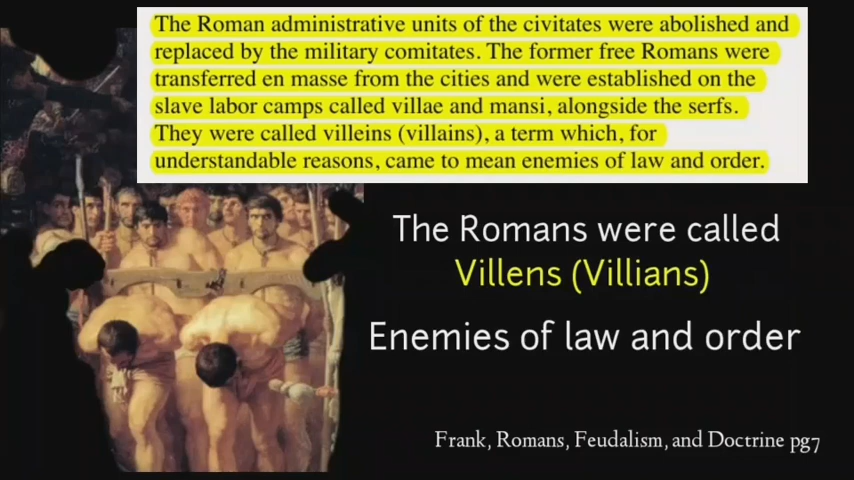 The Roman administrative units of the civitates were abolished and
replaced by the military comitates. The former free Romans were
transferred en masse from the cities and were established on the
slave labor camps called villae and mansi, alongside the serfs.
They were called villeins (villains), a term which, for
understandable reasons, came to mean enemies of law and order.
The Romans were called
Villens (Villians)
Enemies of law and order
Frank, Romans, Feudalism, and Doctrine pg7